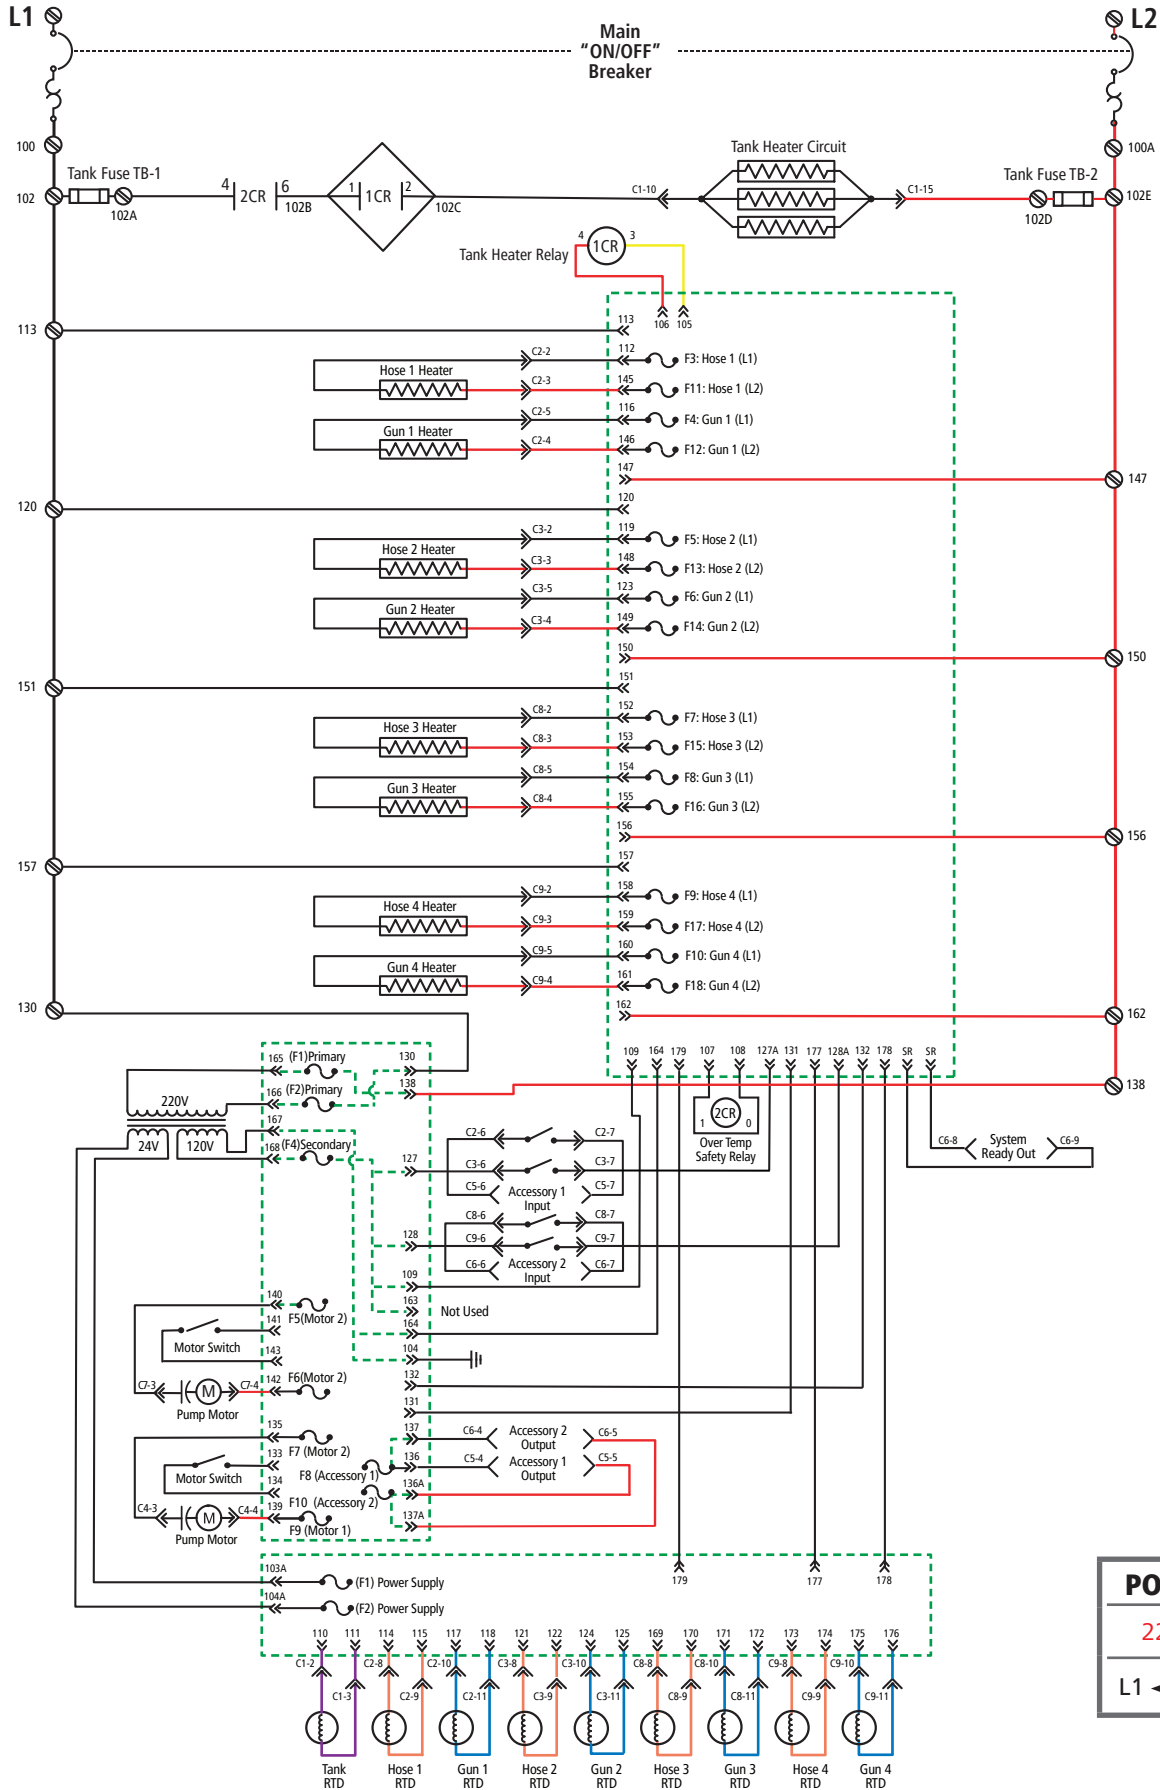 L1
L2
Main
"ON/OFF"
Breaker
100
100A
Tank Fuse TB-1
Tank Heater Circuit
Tank Fuse TB-2
102
102A
4
2CR
6
102B
1
1CR
2
102C
C1-10
C1-15
102D
102E
Tank Heater Relay
4
1CR
3
106
105
113
113
C2-2
112
F3: Hose 1 (L1)
Hose 1 Heater
C2-3
145
F11: Hose 1 (L2)
C2-5
116
F4: Gun 1 (L1)
Gun 1 Heater
C2-4
146
F12: Gun 1 (L2)
147
147
120
120
C3-2
119
F5: Hose 2 (L1)
Hose 2 Heater
C3-3
148
F13: Hose 2 (L2)
C3-5
123
F6: Gun 2 (L1)
Gun 2 Heater
C3-4
149
F14: Gun 2 (L2)
150
150
151
151
C8-2
152
F7: Hose 3 (L1)
Hose 3 Heater
C8-3
153
F15: Hose 3 (L2)
C8-5
154
F8: Gun 3 (L1)
Gun 3 Heater
C8-4
155
F16: Gun 3 (L2)
156
156
157
157
C9-2
158
F9: Hose 4 (L1)
Hose 4 Heater
C9-3
159
F17: Hose 4 (L2)
C9-5
160
F10: Gun 4 (L1)
Gun 4 Heater
C9-4
161
F18: Gun 4 (L2)
130
162
162
109 164 179 107 108 127A 131 177 128A 132 178 SR SR
165
(F1)Primary
130
138
138
166
(F2)Primary
220V
24V
120V
167
168
(F4)Secondary
1
2CR
0
Over Temp
Safety Relay
C6-8
System
Ready Out
C6-9
C2-6
C2-7
127
C3-6
C3-7
C5-6
Accessory 1
Input
C5-7
C8-6
C8-7
128
C9-6
C9-7
C6-6
Accessory 2
Input
C6-7
109
163
Not Used
164
104
140
F5(Motor 2)
141
Motor Switch
143
C7-3
M
C7-4
142
F6(Motor 2)
Pump Motor
132
131
135
F7 (Motor 2)
137
C6-4
Accessory 2
Output
C6-5
133
Motor Switch
134
F8 (Accessory 1)
136
C5-4
Accessory 1
Output
C5-5
136A
F10 (Accessory 2)
137A
C4-3
M
C4-4
139
F9 (Motor 1)
Pump Motor
103A
(F1) Power Supply
104A
(F2) Power Supply
179
177
178
110 111 114 115 117 118 121 122 124 125 169 170 171 172 173 174 175 176
C1-2 C2-8 C2-10 C3-8 C3-10 C8-8 C8-10 C9-8 C9-10
C1-3 C2-9 C2-11 C3-9 C3-11 C8-9 C8-11 C9-9 C9-11
Tank
RTD
Hose 1
RTD
Gun 1
RTD
Hose 2
RTD
Gun 2
RTD
Hose 3
RTD
Gun 3
RTD
Hose 4
RTD
Gun 4
RTD
PO
22
L1